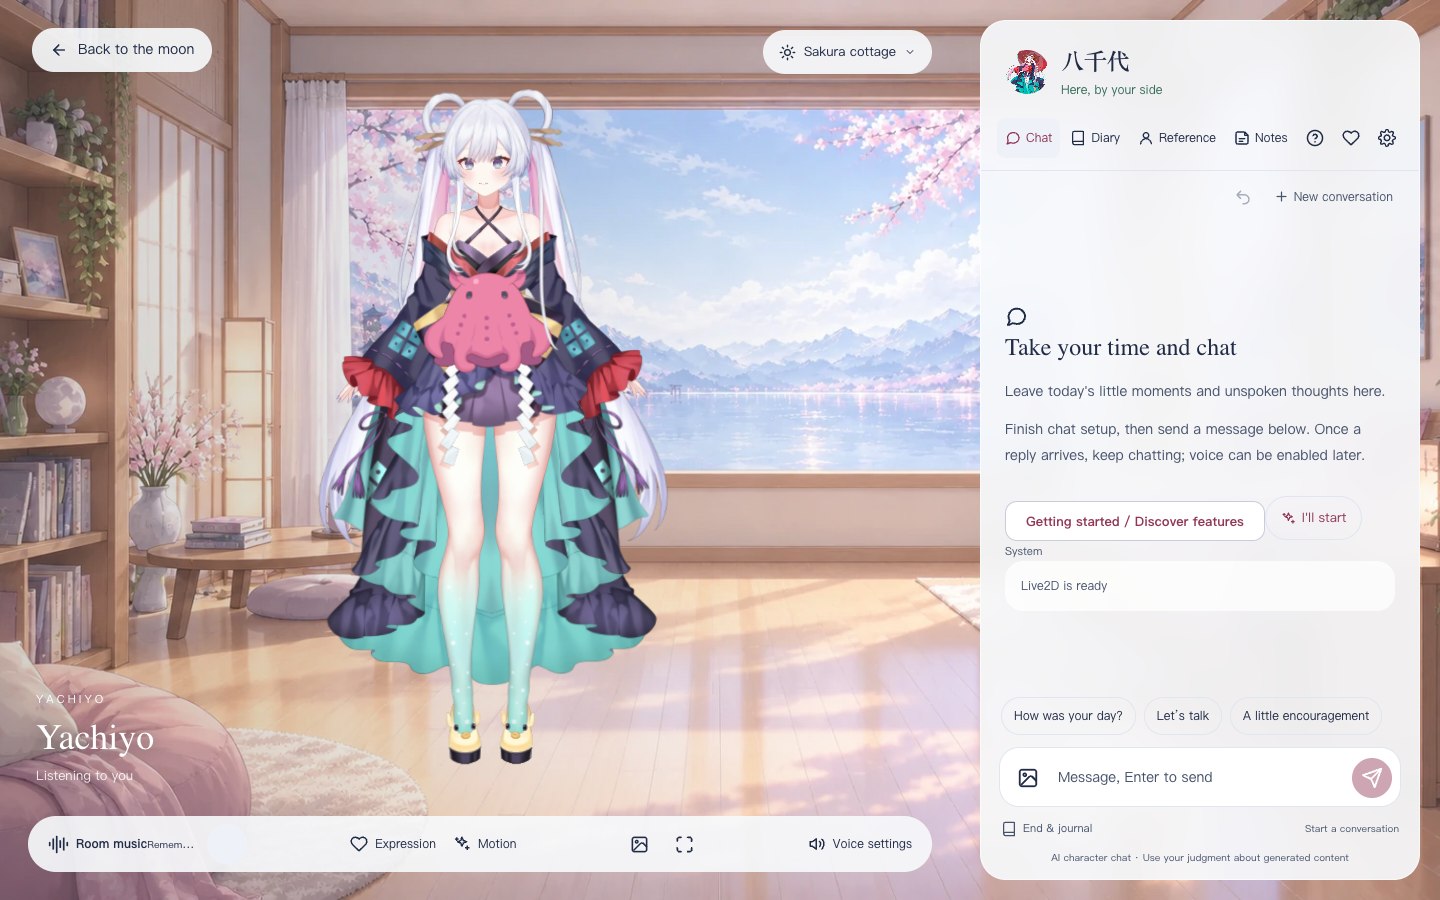 Back to the moon
Sakura cottage
八千代
Here, by your side
Chat
Diary
Reference
Notes
New conversation
Take your time and chat
Leave today's little moments and unspoken thoughts here.
Finish chat setup, then send a message below. Once a
reply arrives, keep chatting; voice can be enabled later.
Getting started / Discover features
I'll start
System
Live2D is ready
YACHIYO
Yachiyo
Listening to you
How was your day?
Let's talk
A little encouragement
Message, Enter to send
Room music
Remem...
Expression
Motion
Voice settings
End & journal
Start a conversation
AI character chat · Use your judgment about generated content